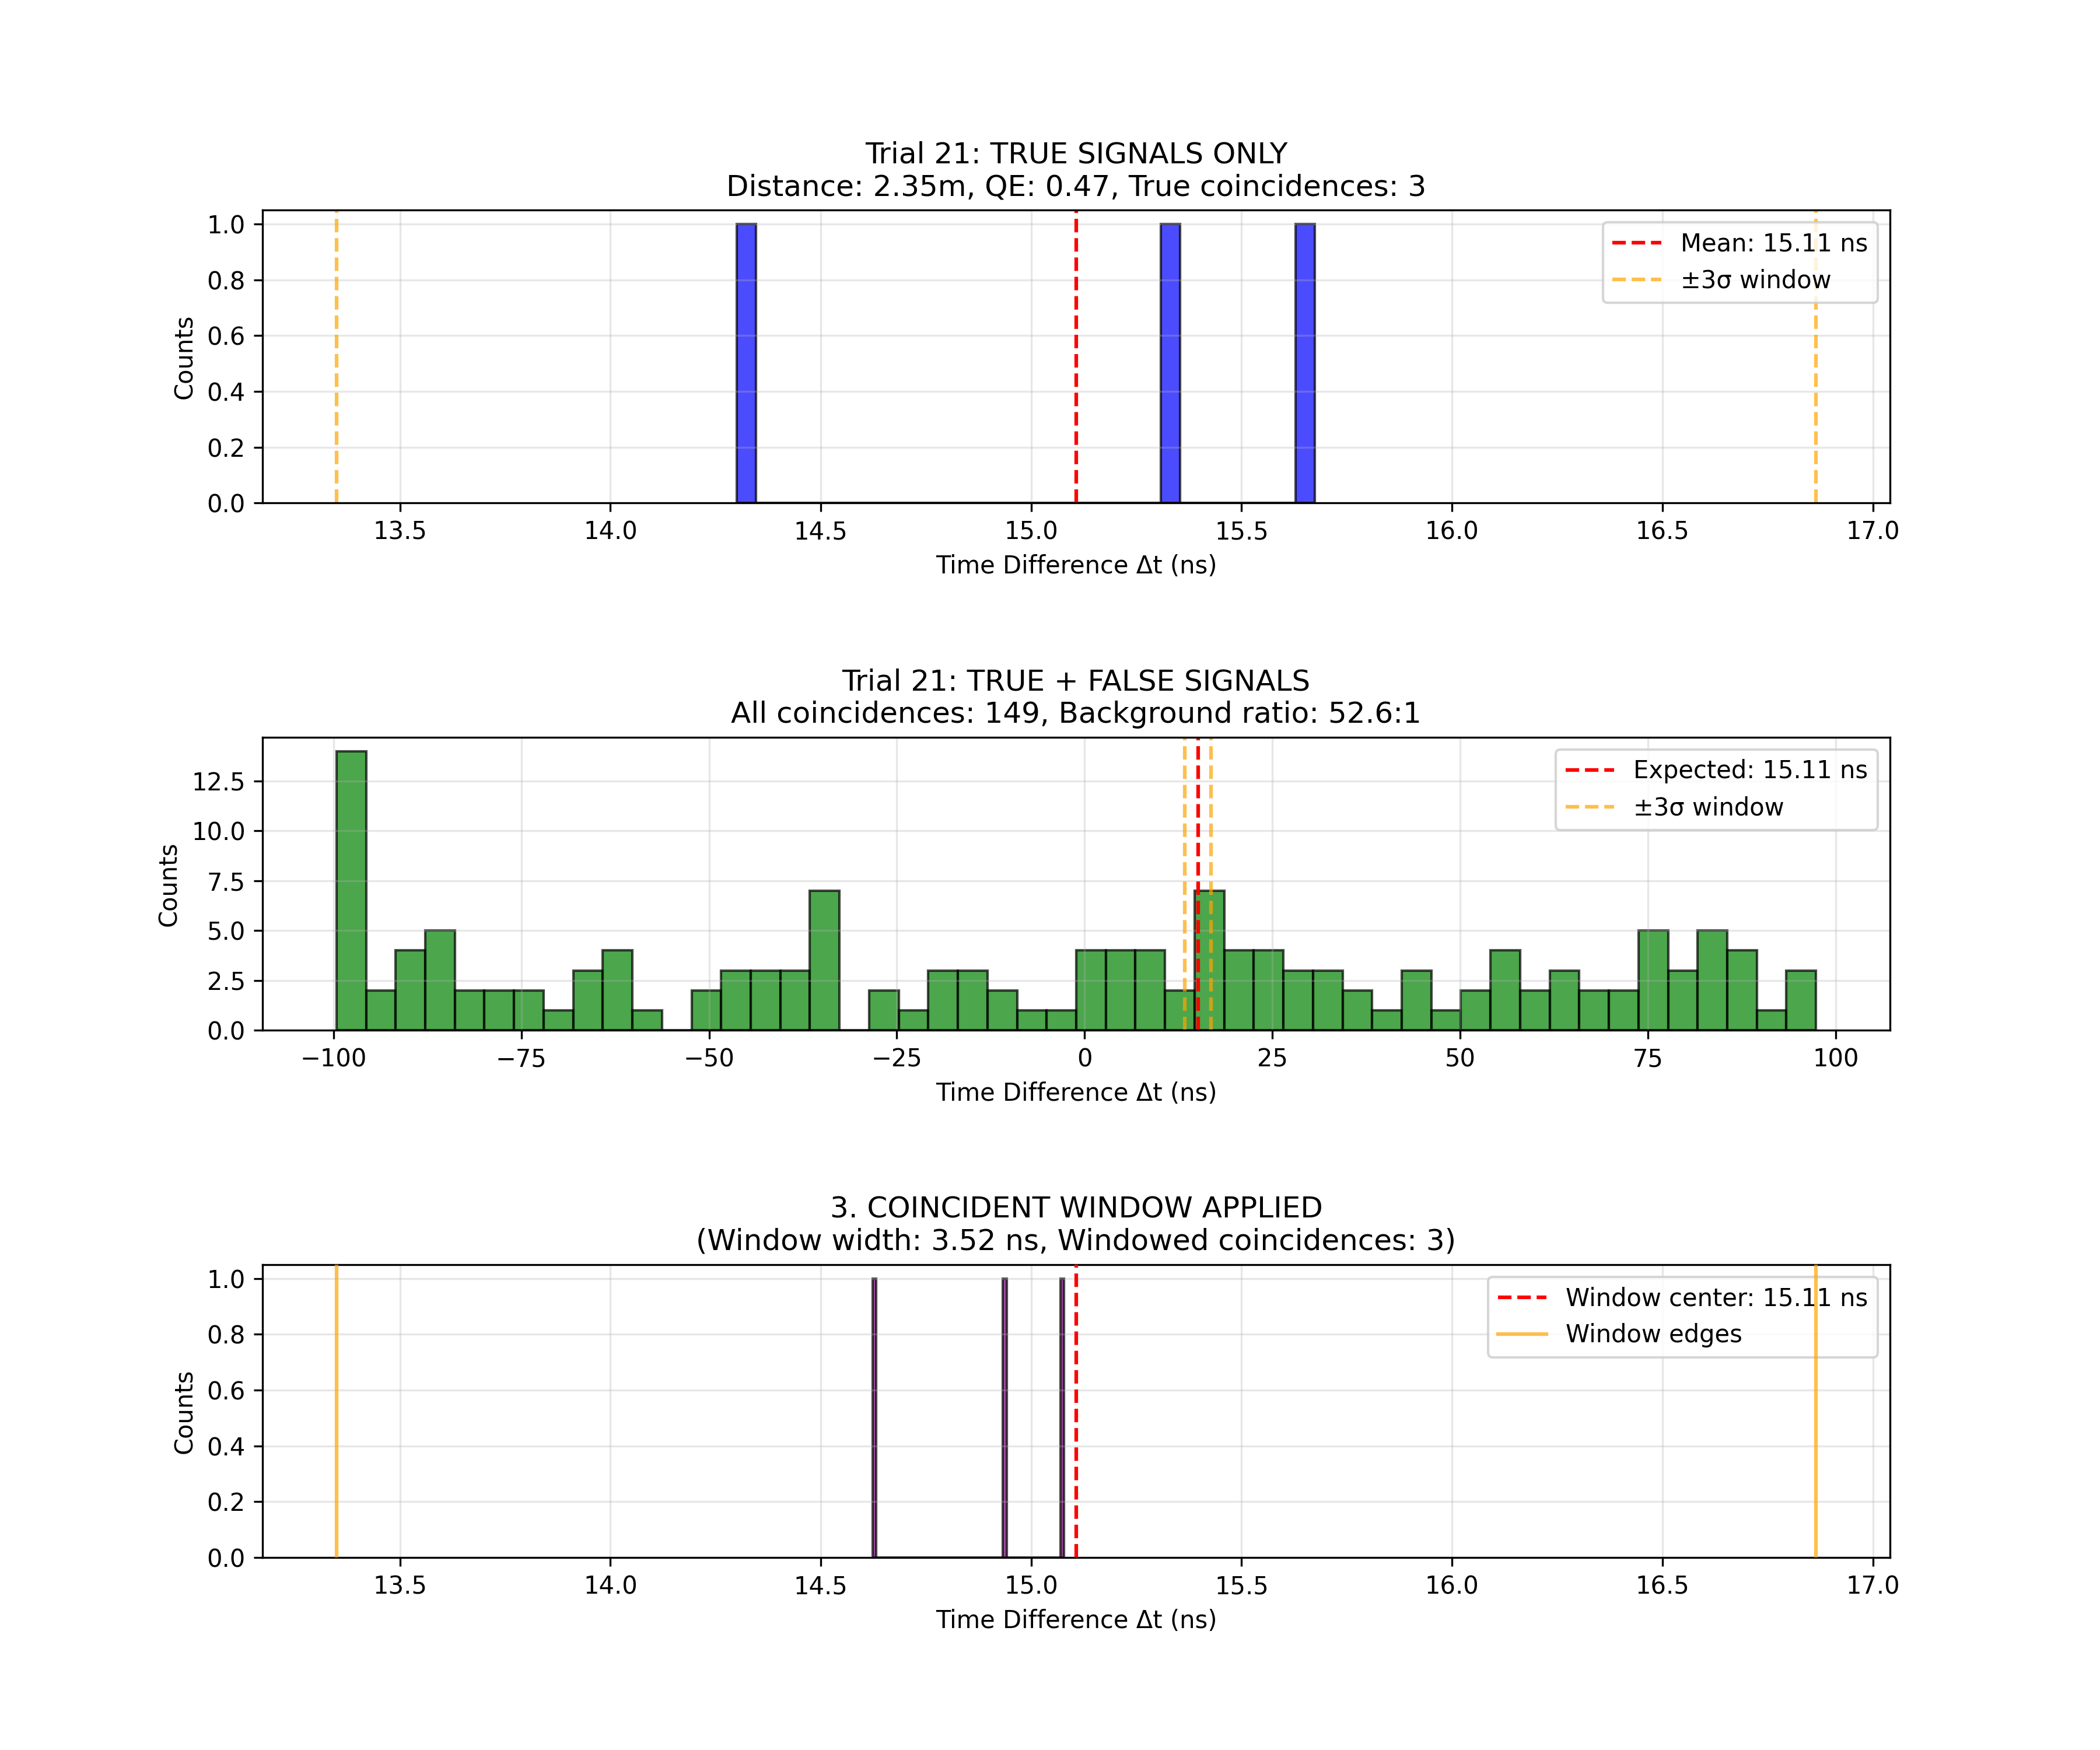 Trial 21: TRUE SIGNALS ONLY
Distance: 2.35m, QE: 0.47, True coincidences: 3
Counts
1.0
0.8
0.6
0.4
0.2
0.0
Mean: 15.11 ns
±3σ window
13.5 14.0 14.5 15.0 15.5 16.0 16.5 17.0
Time Difference Δt (ns)
Trial 21: TRUE + FALSE SIGNALS
All coincidences: 149, Background ratio: 52.6:1
Counts
12.5
10.0
7.5
5.0
2.5
0.0
Expected: 15.11 ns
±3σ window
−100 −75 −50 −25 0 25 50 75 100
Time Difference Δt (ns)
3. COINCIDENT WINDOW APPLIED
(Window width: 3.52 ns, Windowed coincidences: 3)
Counts
1.0
0.8
0.6
0.4
0.2
0.0
Window center: 15.11 ns
Window edges
13.5 14.0 14.5 15.0 15.5 16.0 16.5 17.0
Time Difference Δt (ns)